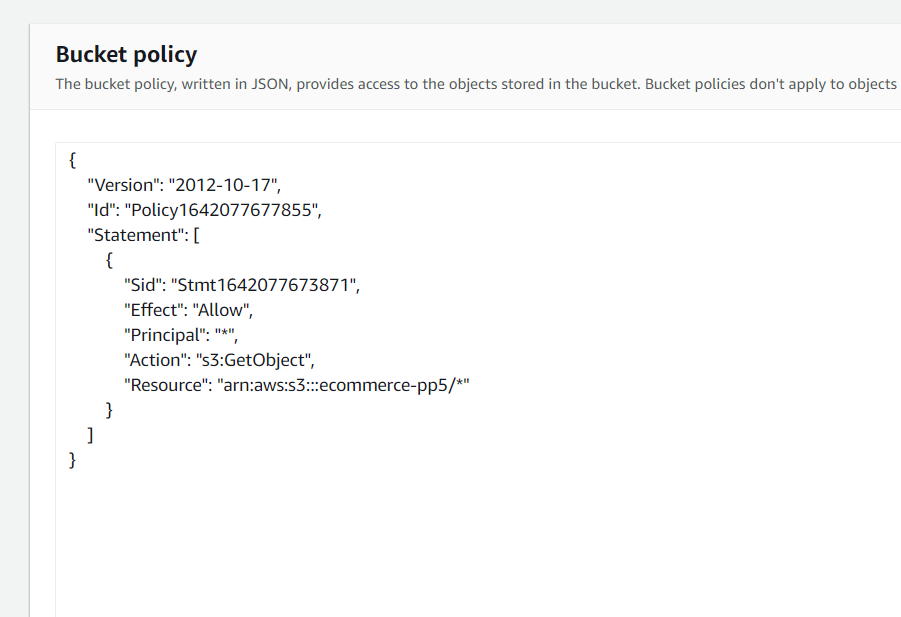 Bucket policy
The bucket policy, written in JSON, provides access to the objects stored in the bucket. Bucket policies don't apply to objects
{
"Version": "2012-10-17",
"Id": "Policy1642077677855",
"Statement": [
{
"Sid": "Stmt1642077673871",
"Effect": "Allow",
"Principal": "*",
"Action": "s3:GetObject",
"Resource": "arn:aws:s3:::ecommerce-pp5/*"
}
]
}